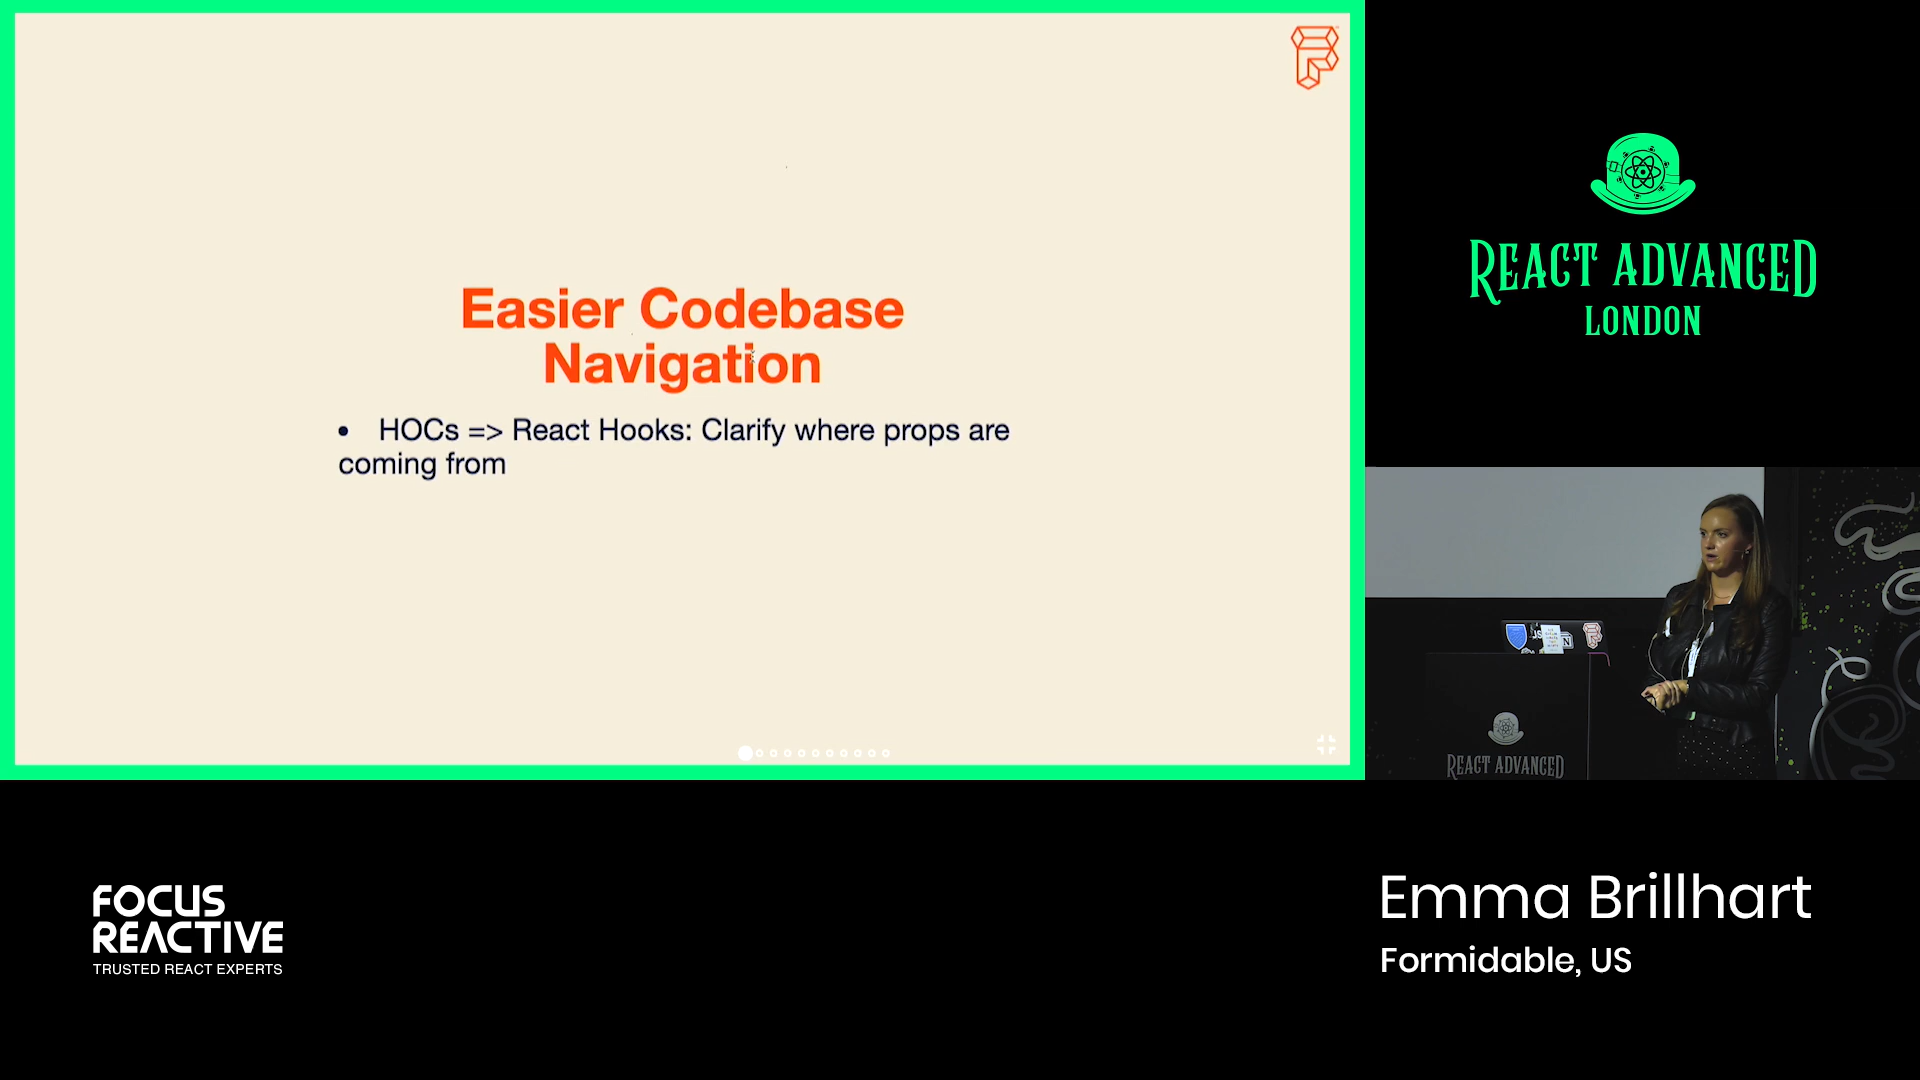 Easier Codebase
Navigation
• HOCs => React Hooks: Clarify where props are
coming from
REACT ADVANCED
LONDON
REACT ADVANCED
FOCUS
REACTIVE
TRUSTED REACT EXPERTS
Emma Brillhart
Formidable, US